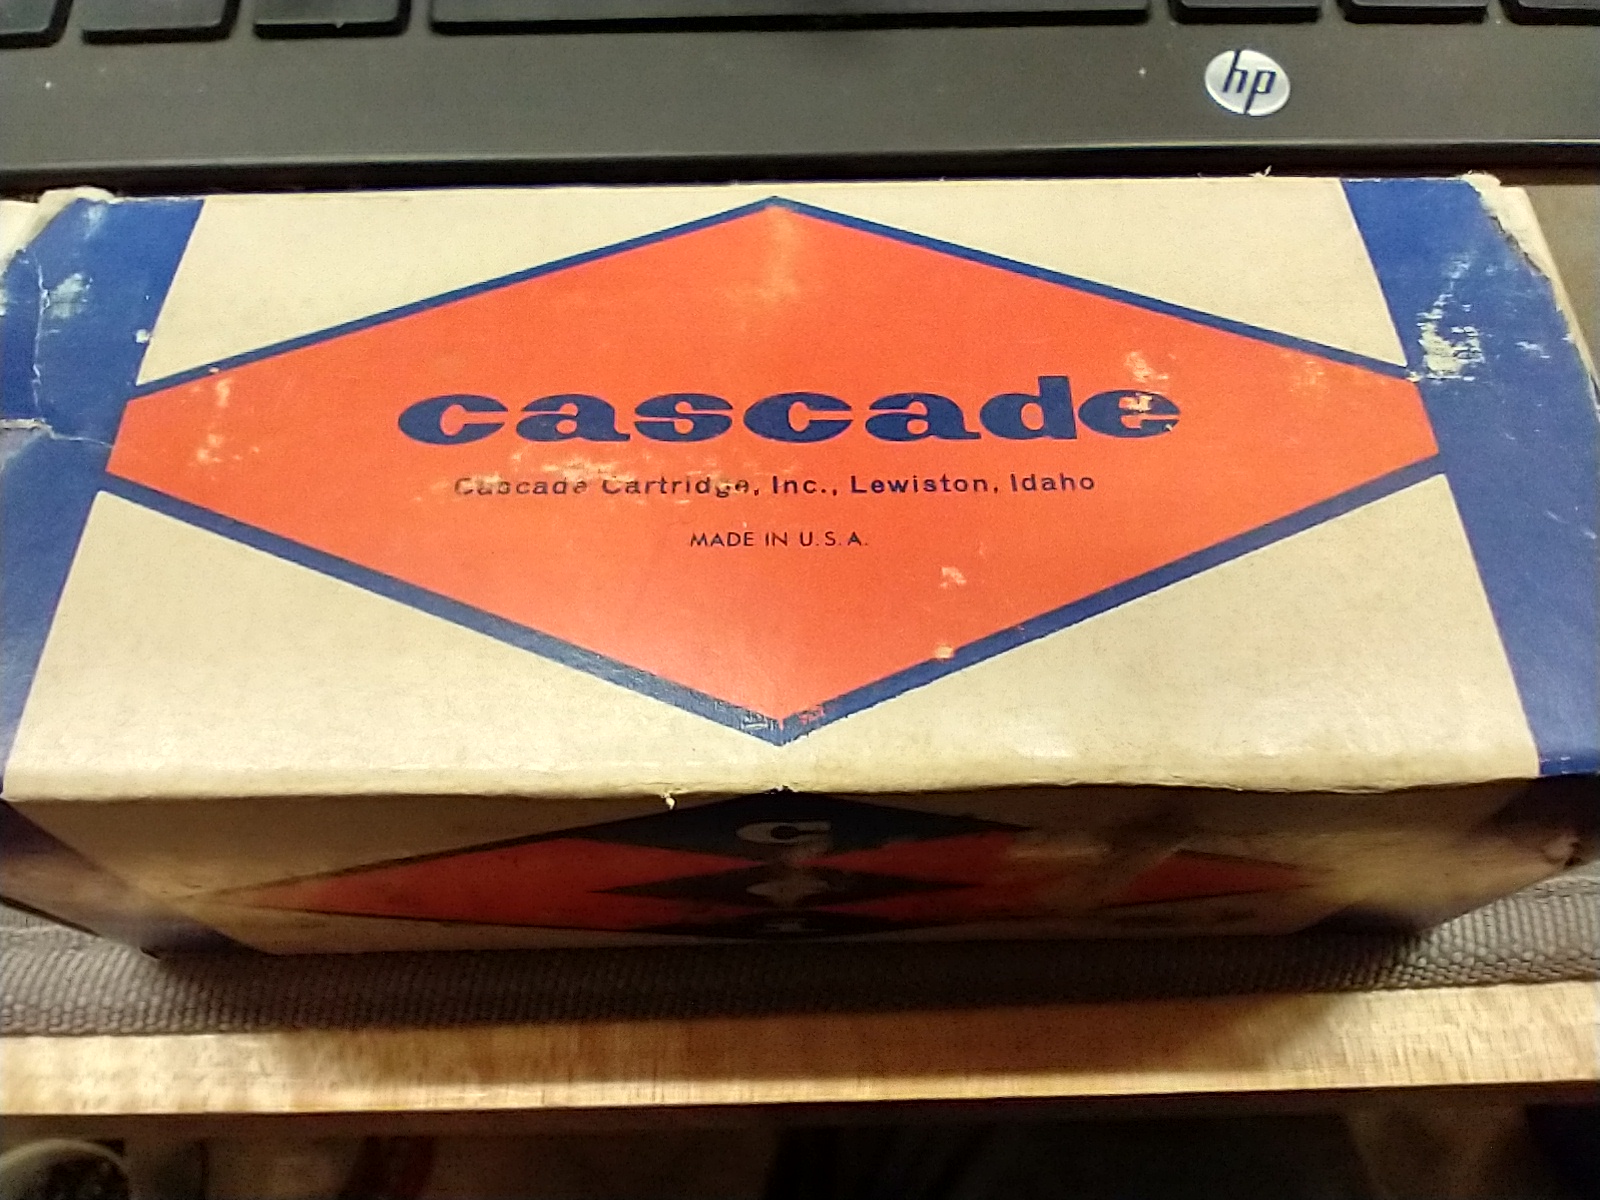 hp
cascade
Cascade Cartridge, Inc., Lewiston, Idaho
MADE IN U.S.A.
C
C
I